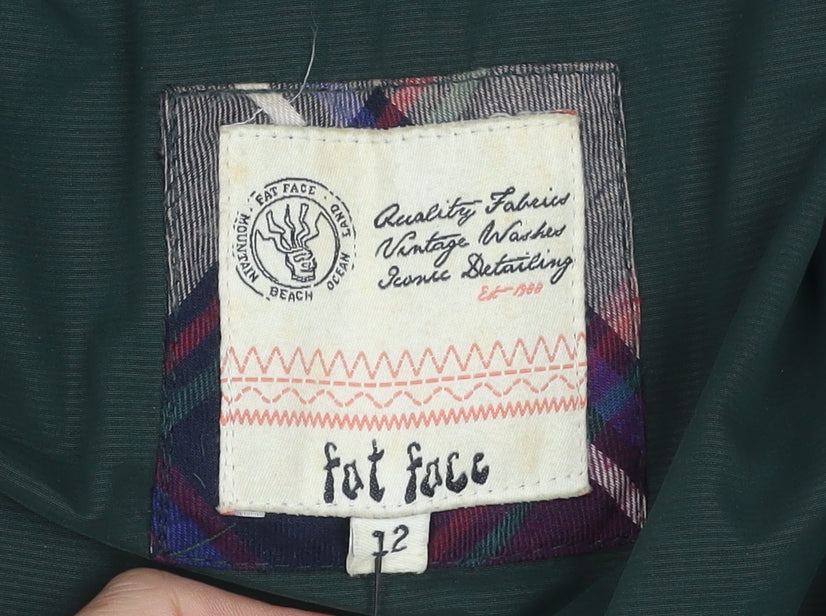 FAT FACE · LAND OCEAN BEACH MOUNTAIN ·
Quality Fabrics
Vintage Washes
Iconic Detailing
Est 1988
fat face
12